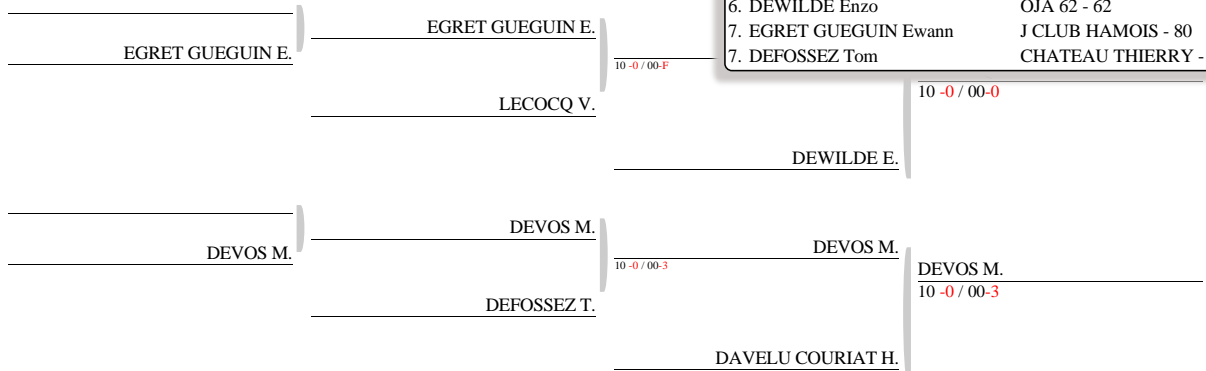 6. DEWILDE Enzo OJA 62 - 62
EGRET GUEGUIN E.
7. EGRET GUEGUIN Ewann J CLUB HAMOIS - 80
EGRET GUEGUIN E.
7. DEFOSSEZ Tom CHATEAU THIERRY -
10 -0 / 00-F
10 -0 / 00-0
LECOCQ V.
DEWILDE E.
DEVOS M.
DEVOS M.
DEVOS M.
10 -0 / 00-3
DEVOS M.
10 -0 / 00-3
DEFOSSEZ T.
DAVELU COURIAT H.